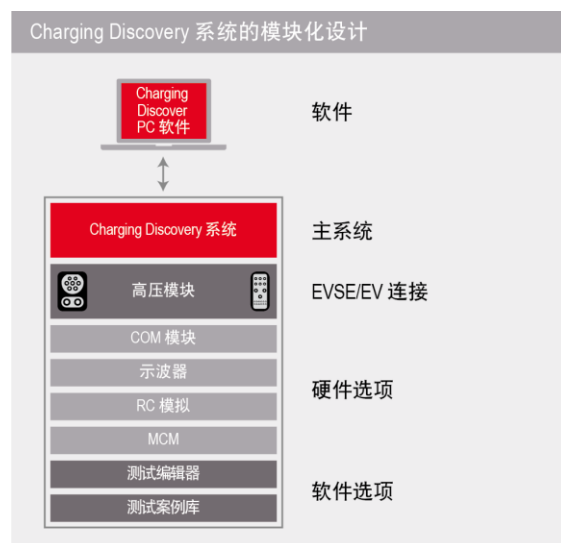 Charging Discovery 系统的模块化设计
Charging
Discover
PC 软件
软件
Charging Discovery 系统
主系统
高压模块
EVSE/EV 连接
COM 模块
示波器
硬件选项
RC 模拟
MCM
测试编辑器
软件选项
测试案例库